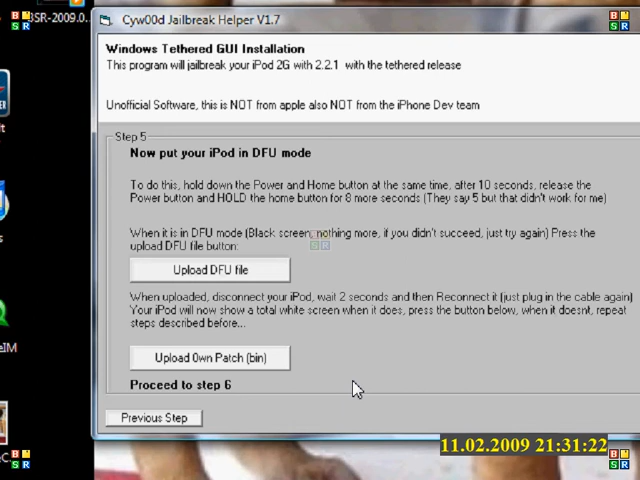 BSR-2009.0..
Cyw00d Jailbreak Helper V1.7
B S R
Windows Tethered GUI Installation
This program will jailbreak your iPod 2G with 2.2.1 with the tethered release
Unofficial Software, this is NOT from apple also NOT from the iPhone Dev team
Step 5
Now put your iPod in DFU mode
To do this, hold down the Power and Home button at the same time, after 10 seconds, release the
Power button and HOLD the home button for 8 more seconds (They say 5 but that didn't work for me)
When it is in DFU mode (Black screen, nothing more, if you didn't succeed, just try again) Press the
upload DFU file button:
Upload DFU file
When uploaded, disconnect your iPod, wait 2 seconds and then Reconnect it (just plug in the cable again)
Your iPod will now show a total white screen when it does, press the button below, when it doesnt, repeat
steps described before...
Upload 0wn Patch (bin)
Proceed to step 6
Previous Step
11.02.2009 21:31:22
B S R
B S R